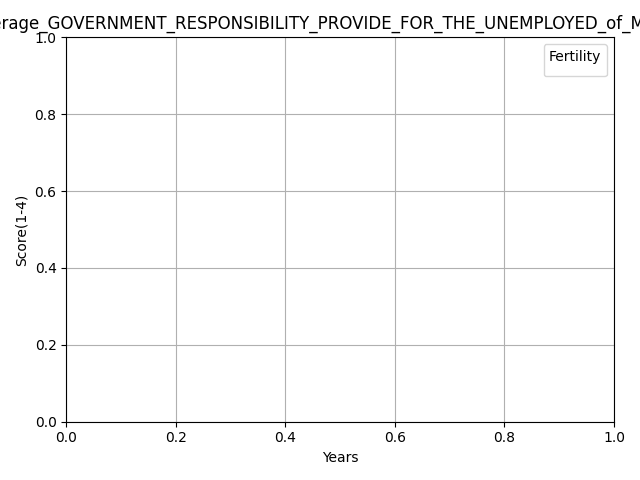 erage_GOVERNMENT_RESPONSIBILITY_PROVIDE_FOR_THE_UNEMPLOYED_of_M
Fertility
1.0
0.8
0.6
0.4
0.2
0.0
Score(1-4)
0.0 0.2 0.4 0.6 0.8 1.0
Years